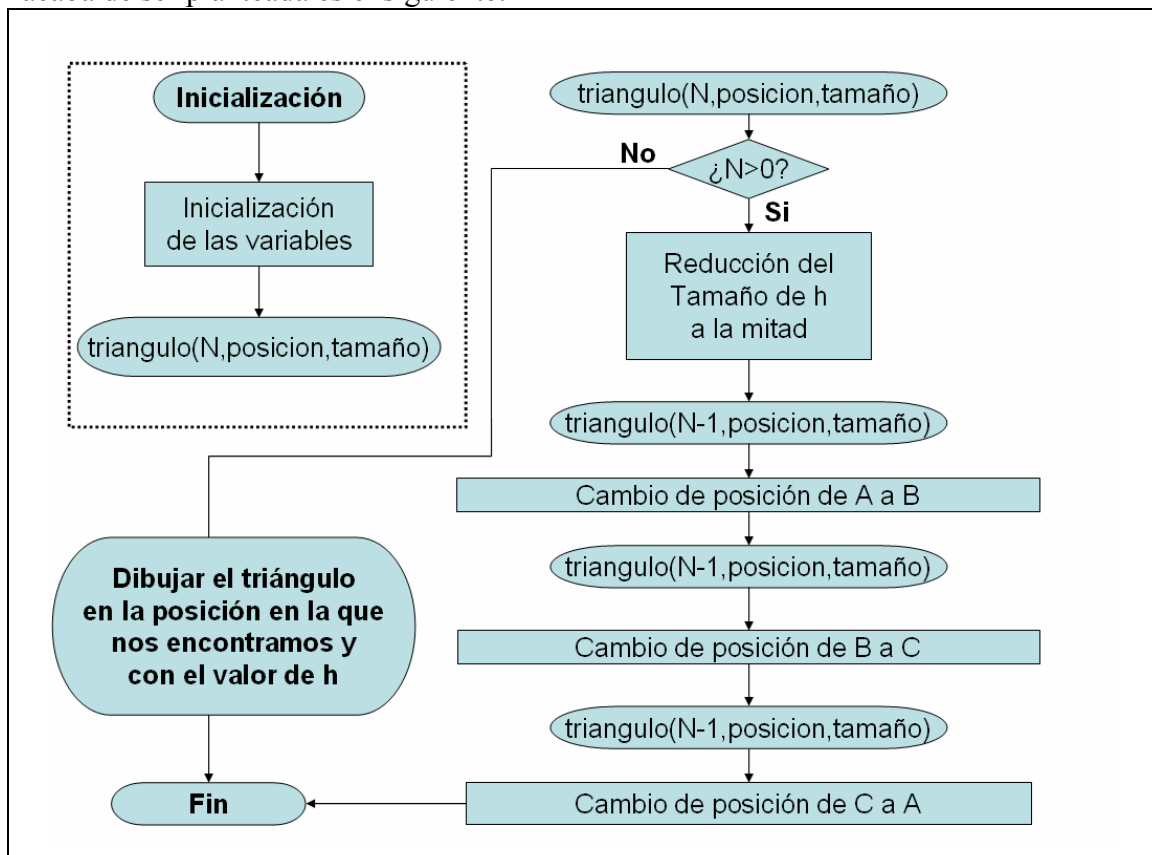 Inicialización
Inicialización
de las variables
triangulo(N,posicion,tamaño)
triangulo(N,posicion,tamaño)
¿N>0?
No
Si
Reducción del
Tamaño de h
a la mitad
triangulo(N-1,posicion,tamaño)
Cambio de posición de A a B
triangulo(N-1,posicion,tamaño)
Cambio de posición de B a C
triangulo(N-1,posicion,tamaño)
Cambio de posición de C a A
Dibujar el triángulo
en la posición en la que
nos encontramos y
con el valor de h
Fin